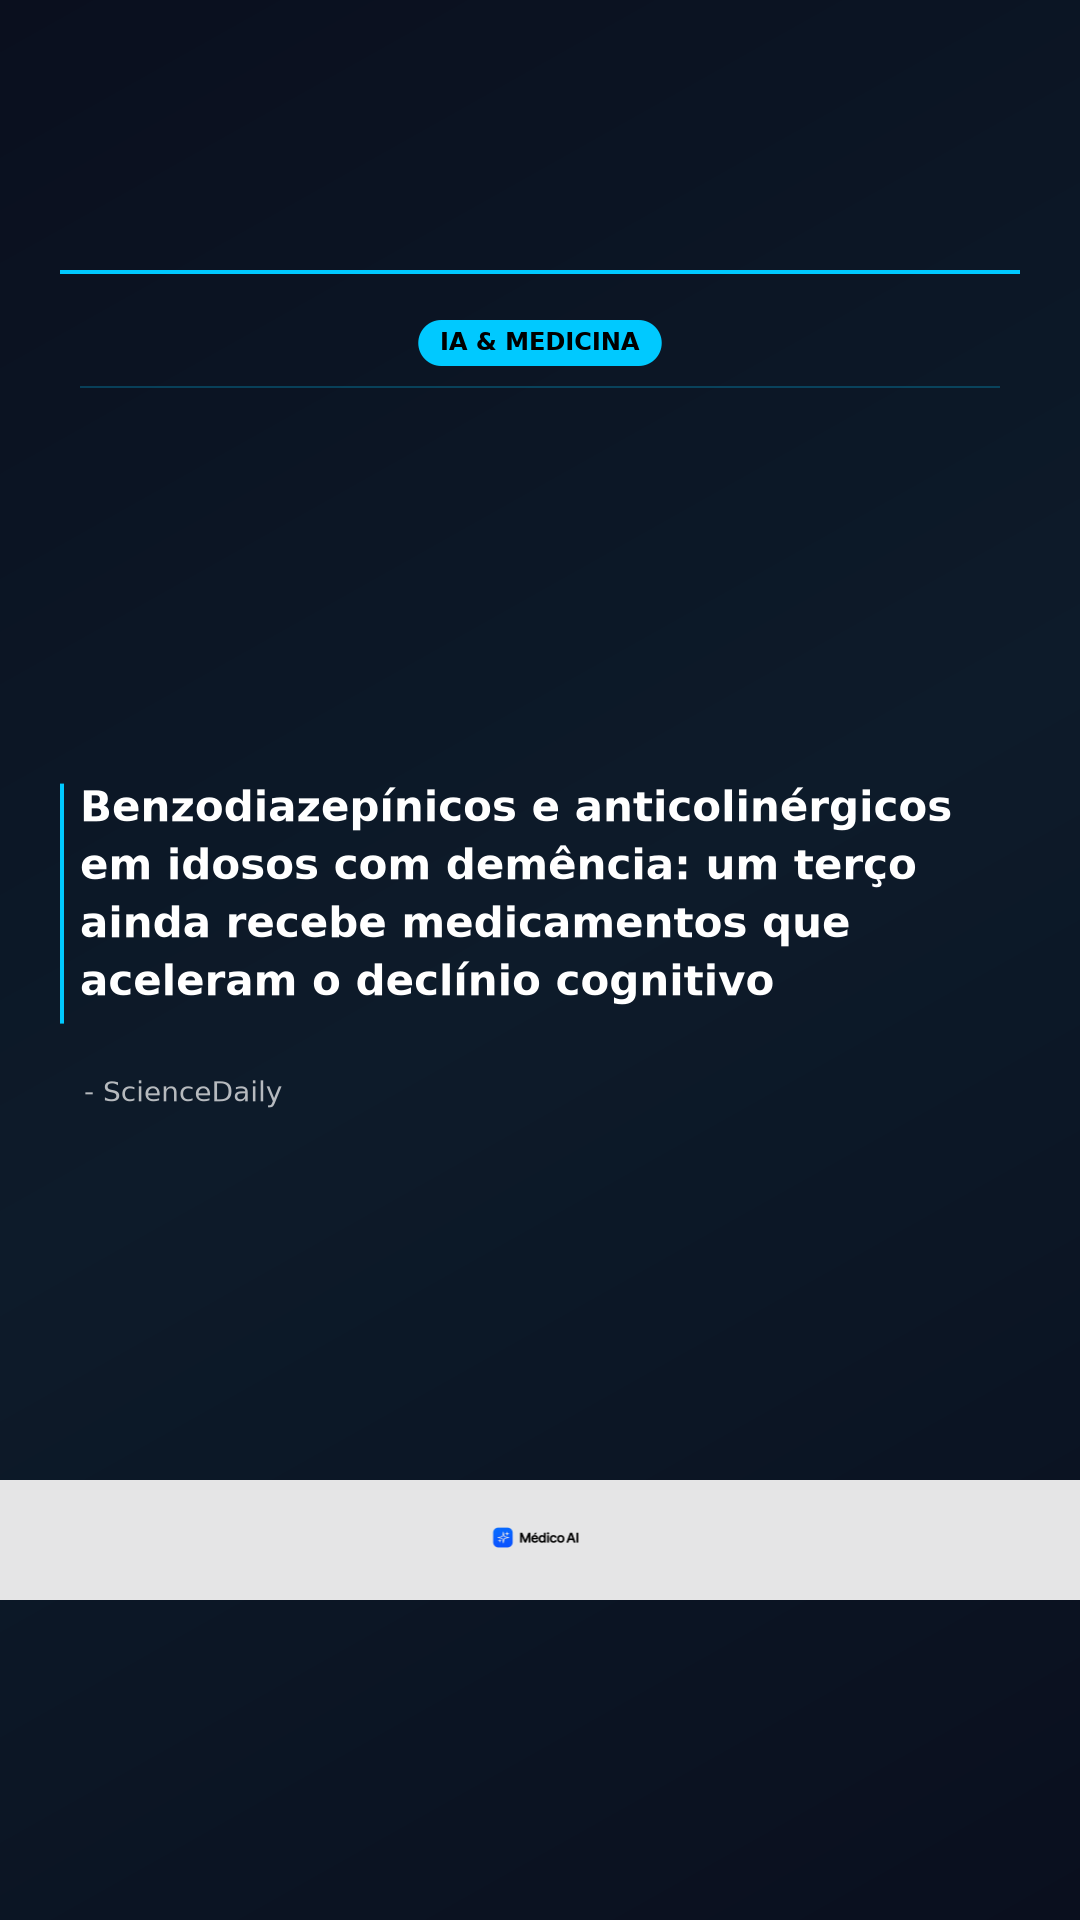 IA & MEDICINA
Benzodiazepínicos e anticolinérgicos
em idosos com demência: um terço
ainda recebe medicamentos que
aceleram o declínio cognitivo
- ScienceDaily
Médico AI